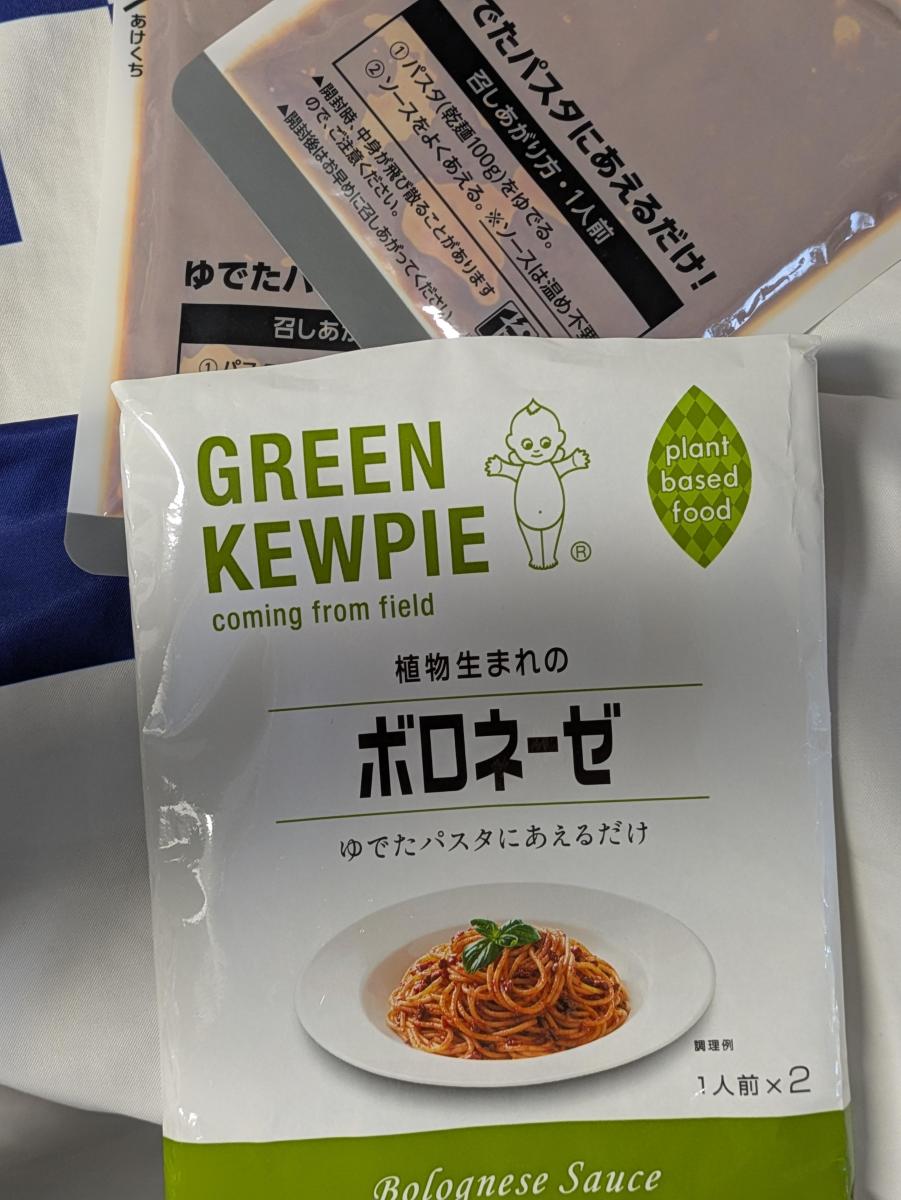 あけくち
ゆでたパスタにあえるだけ!
召しあがり方・1人前
①パスタ(乾麺100g)をゆでる。
②ソースをよくあえる。※ソースは温め不要
▲開封時、中身が飛び散ることがあります
ので、ご注意ください。
▲開封後はお早めに召しあがってください。
ゆでたパ
召しあが
①パス
GREEN
KEWPIE
®
coming from field
plant
based
food
植物生まれの
ボロネーゼ
ゆでたパスタにあえるだけ
調理例
1人前×2
Bolognese Sauce